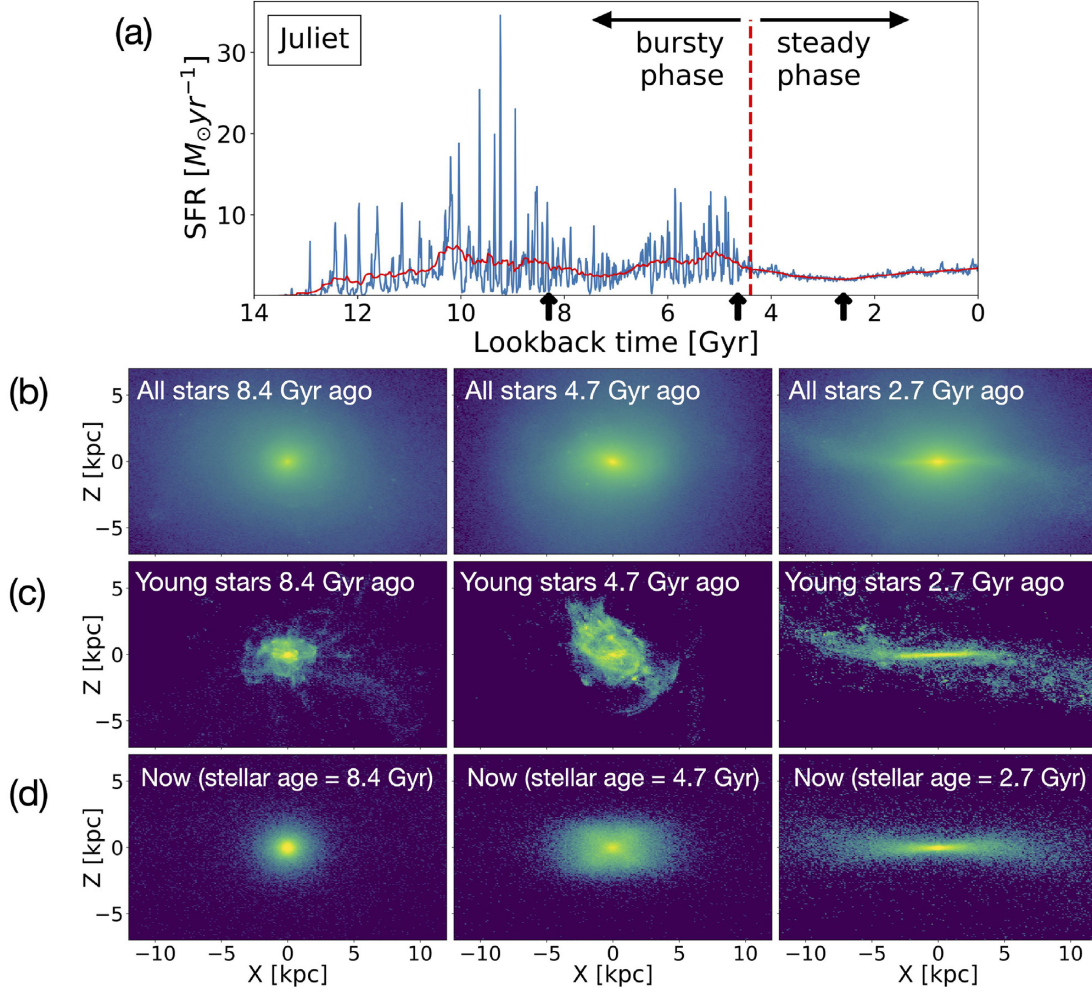 (a)
Juliet
bursty phase
steady phase
SFR [M⊙yr⁻¹]
30
20
10
14 12 10 8 6 4 2 0
Lookback time [Gyr]
(b)
All stars 8.4 Gyr ago
All stars 4.7 Gyr ago
All stars 2.7 Gyr ago
Z [kpc]
5
0
−5
(c)
Young stars 8.4 Gyr ago
Young stars 4.7 Gyr ago
Young stars 2.7 Gyr ago
Z [kpc]
5
0
−5
(d)
Now (stellar age = 8.4 Gyr)
Now (stellar age = 4.7 Gyr)
Now (stellar age = 2.7 Gyr)
Z [kpc]
5
0
−5
−10 −5 0 5 10
−10 −5 0 5 10
−10 −5 0 5 10
X [kpc]
X [kpc]
X [kpc]